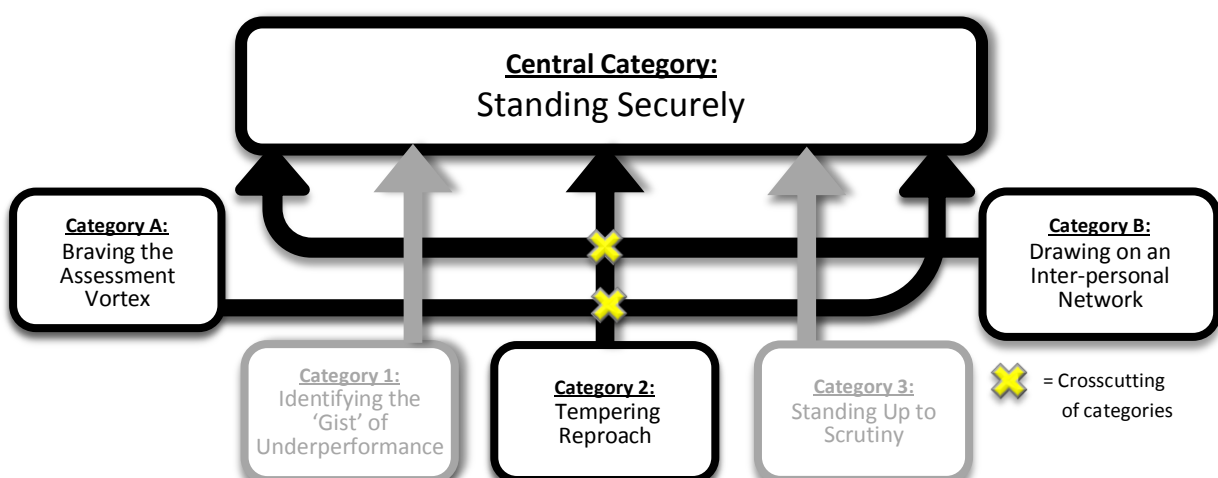 Central Category:
Standing Securely
Category A:
Braving the
Assessment
Vortex
Category B:
Drawing on an
Inter-personal
Network
Category 1:
Identifying the
‘Gist’ of
Underperformance
Category 2:
Tempering
Reproach
Category 3:
Standing Up to
Scrutiny
= Crosscutting
of categories